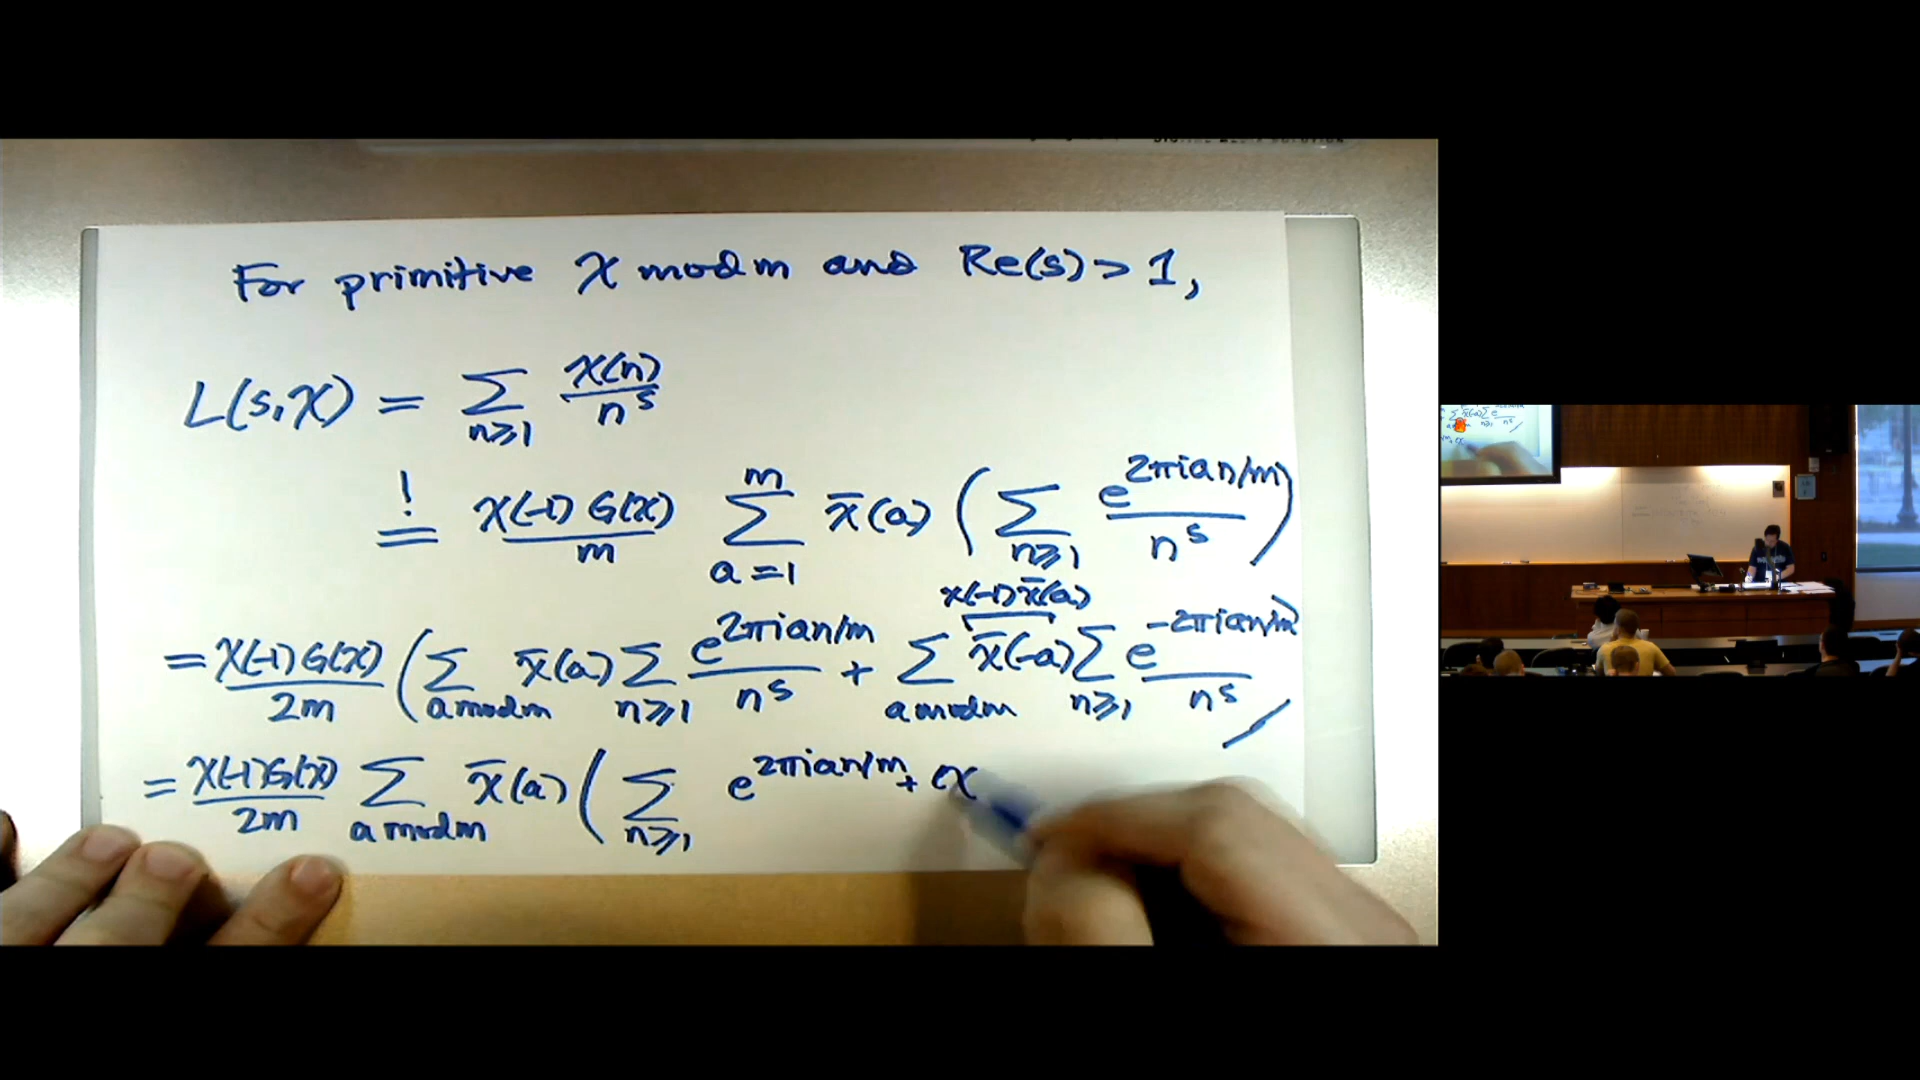 For primitive χ mod m and Re(s) > 1,
L(s,χ) = Σ_{n≥1} χ(n)/n^s
!= χ(-1) G(χ)/m Σ_{a=1}^{m} χ̄(a) ( Σ_{n≥1} e^{2πian/m}/n^s )
χ(-1)χ̄(a)
= χ(-1) G(χ)/2m ( Σ_{a mod m} χ̄(a) Σ_{n≥1} e^{2πian/m}/n^s + Σ_{a mod m} χ̄(-a) Σ_{n≥1} e^{-2πian/m}/n^s )
= χ(-1)G(χ)/2m Σ_{a mod m} χ̄(a) ( Σ_{n≥1} e^{2πian/m} +